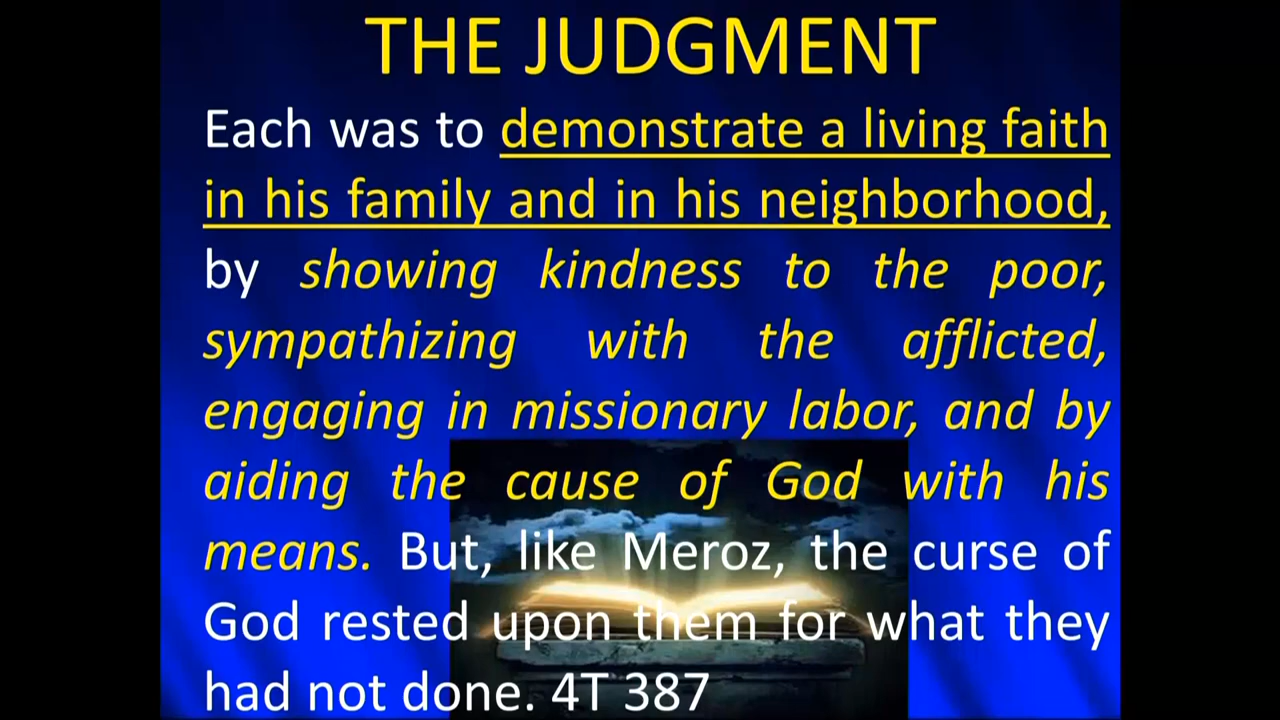 THE JUDGMENT
Each was to demonstrate a living faith
in his family and in his neighborhood,
by showing kindness to the poor,
sympathizing with the afflicted,
engaging in missionary labor, and by
aiding the cause of God with his
means. But, like Meroz, the curse of
God rested upon them for what they
had not done. 4T 387